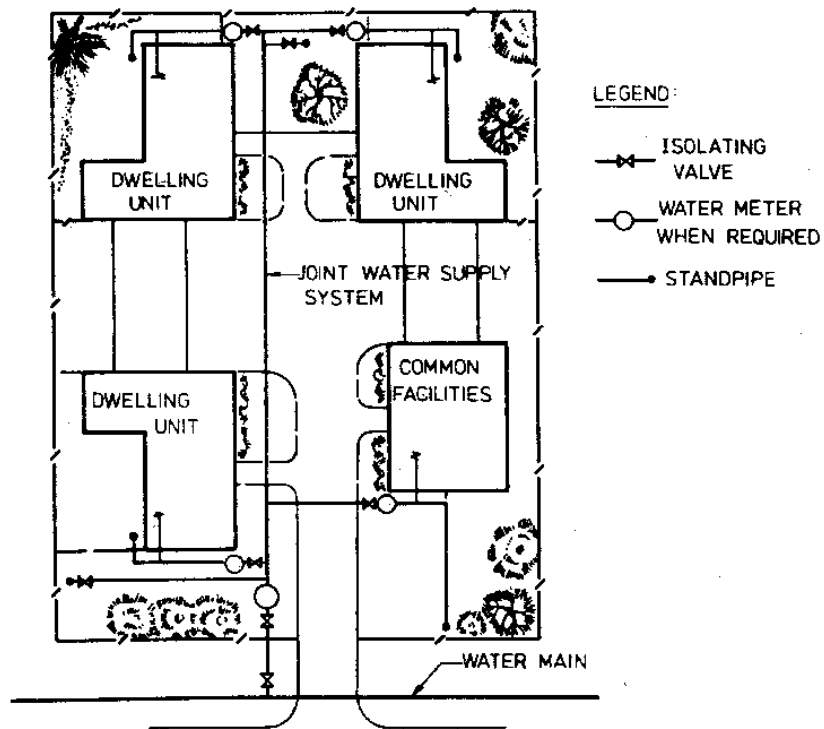 LEGEND:
ISOLATING
VALVE
WATER METER
WHEN REQUIRED
STANDPIPE
DWELLING
UNIT
DWELLING
UNIT
JOINT WATER SUPPLY
SYSTEM
DWELLING
UNIT
COMMON
FACILITIES
WATER MAIN